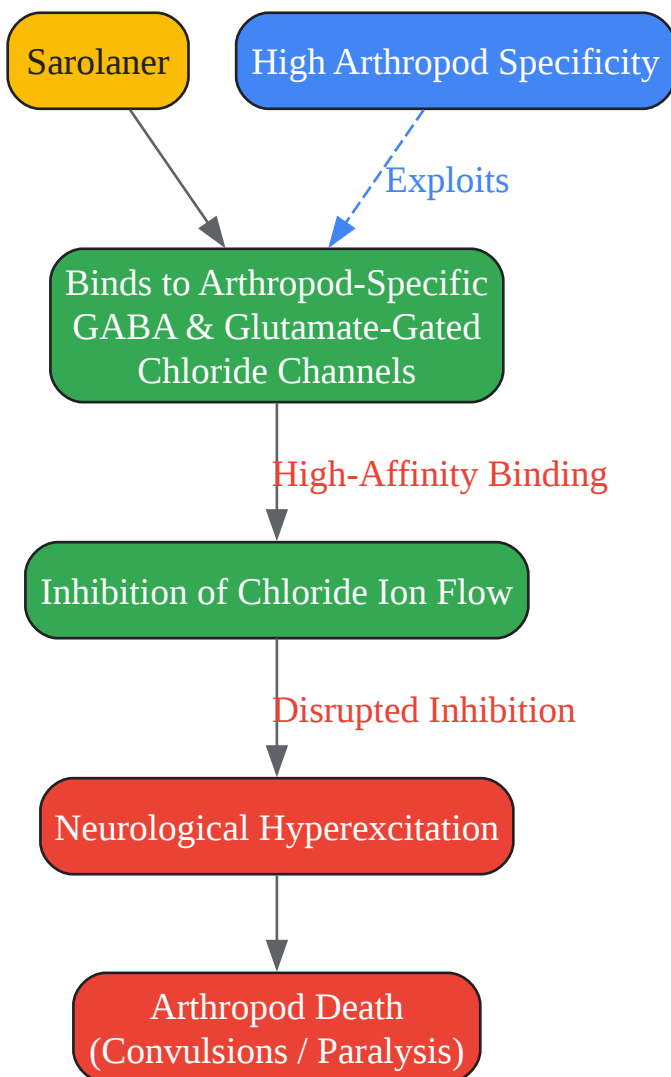 Sarolaner
High Arthropod Specificity
Exploits
Binds to Arthropod-Specific
GABA & Glutamate-Gated
Chloride Channels
High-Affinity Binding
Inhibition of Chloride Ion Flow
Disrupted Inhibition
Neurological Hyperexcitation
Arthropod Death
(Convulsions / Paralysis)